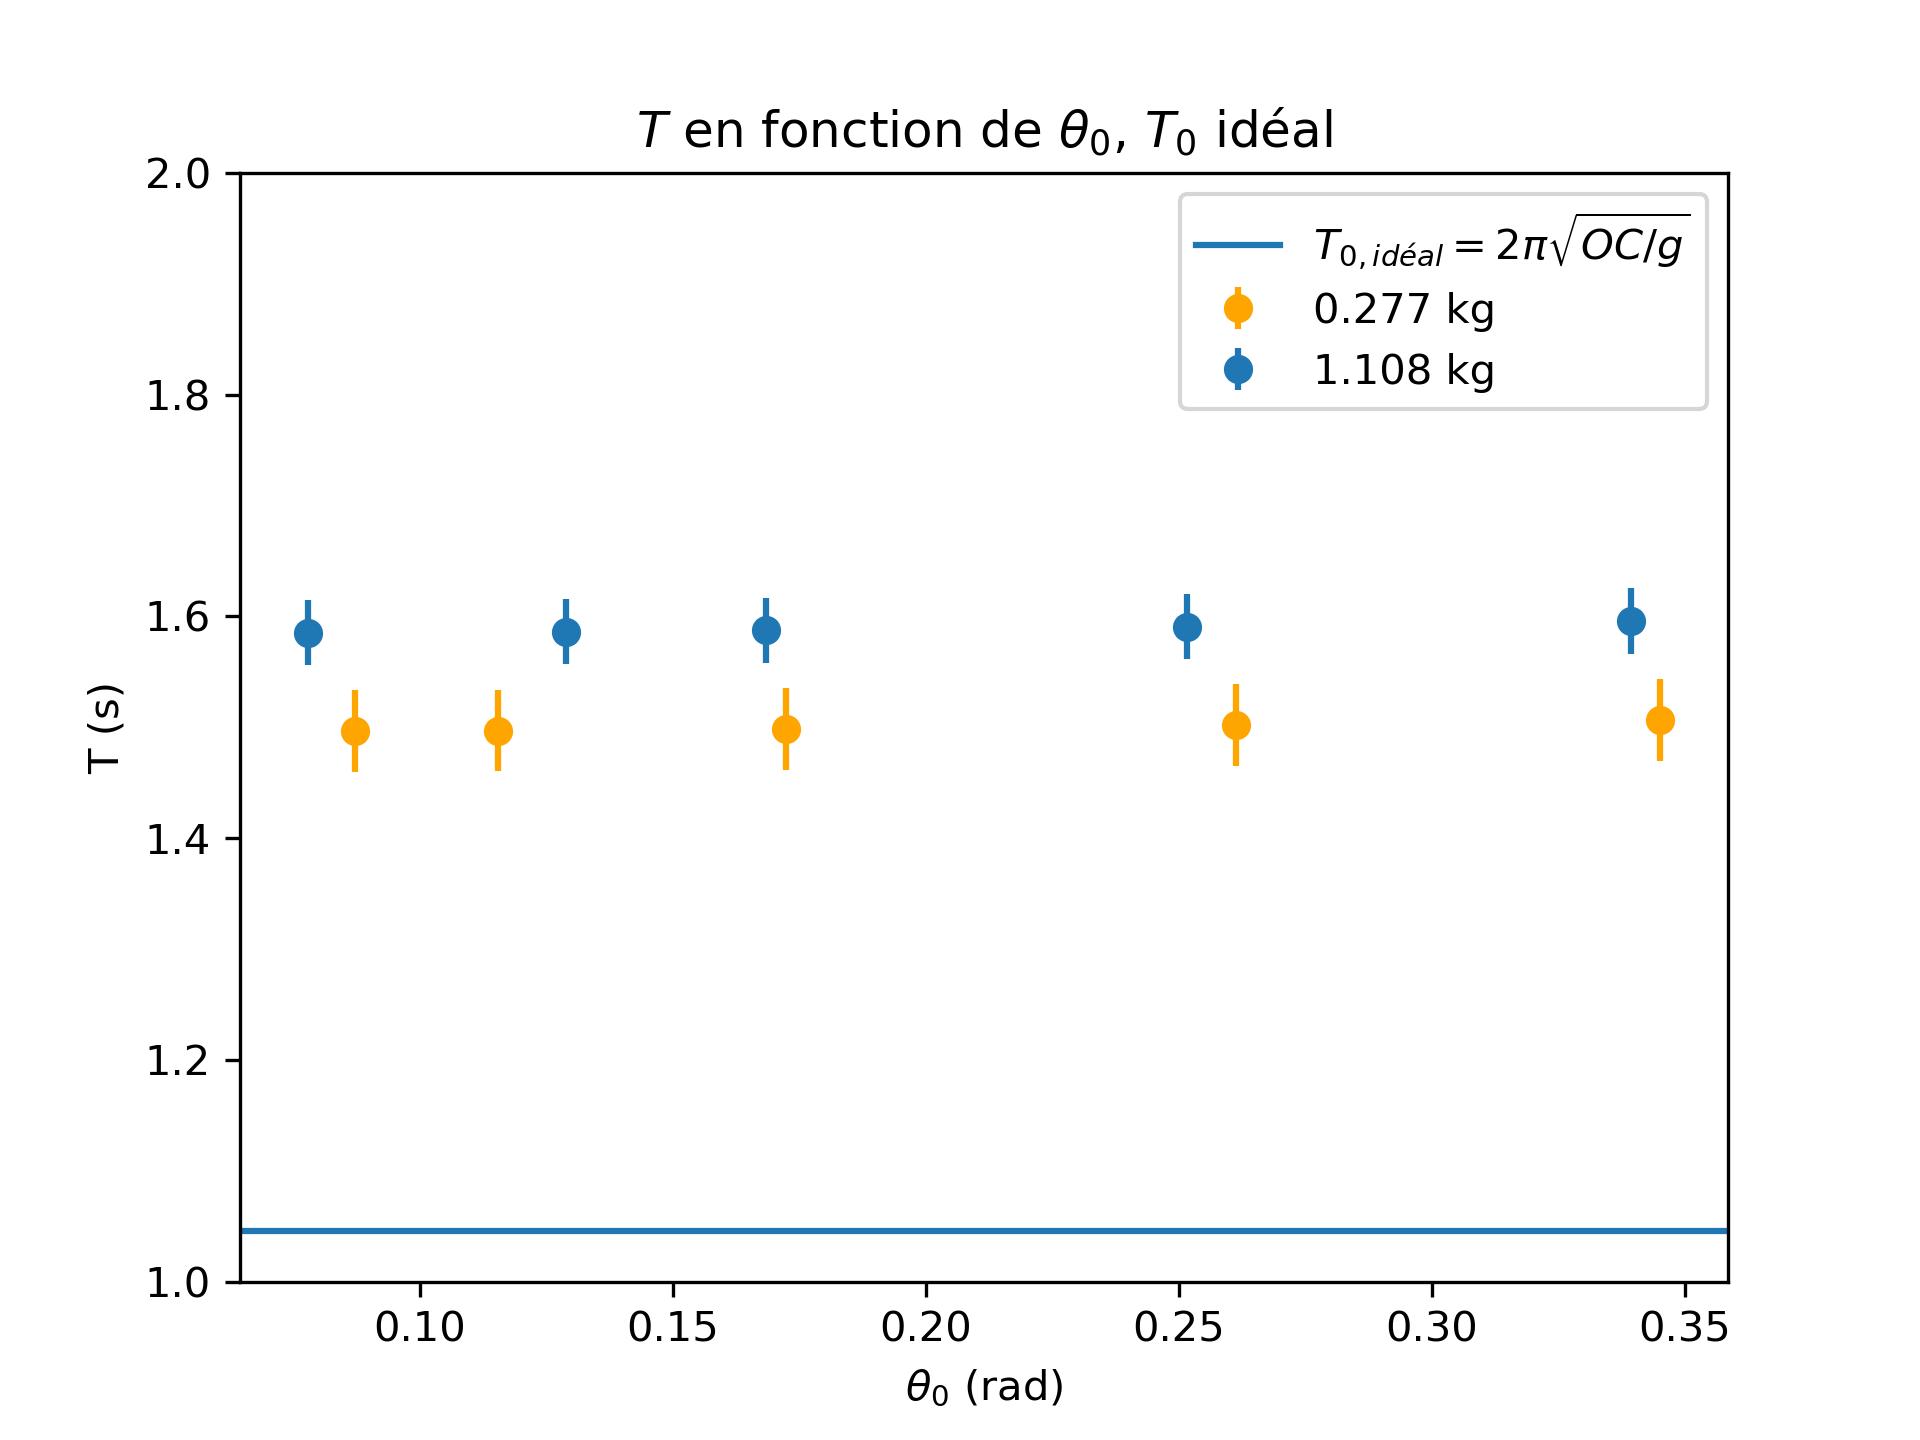 T en fonction de θ₀, T₀ idéal
T (s)
2.0
1.8
1.6
1.4
1.2
1.0
0.10 0.15 0.20 0.25 0.30 0.35
θ₀ (rad)
T₀,idéal = 2π√OC/g
0.277 kg
1.108 kg